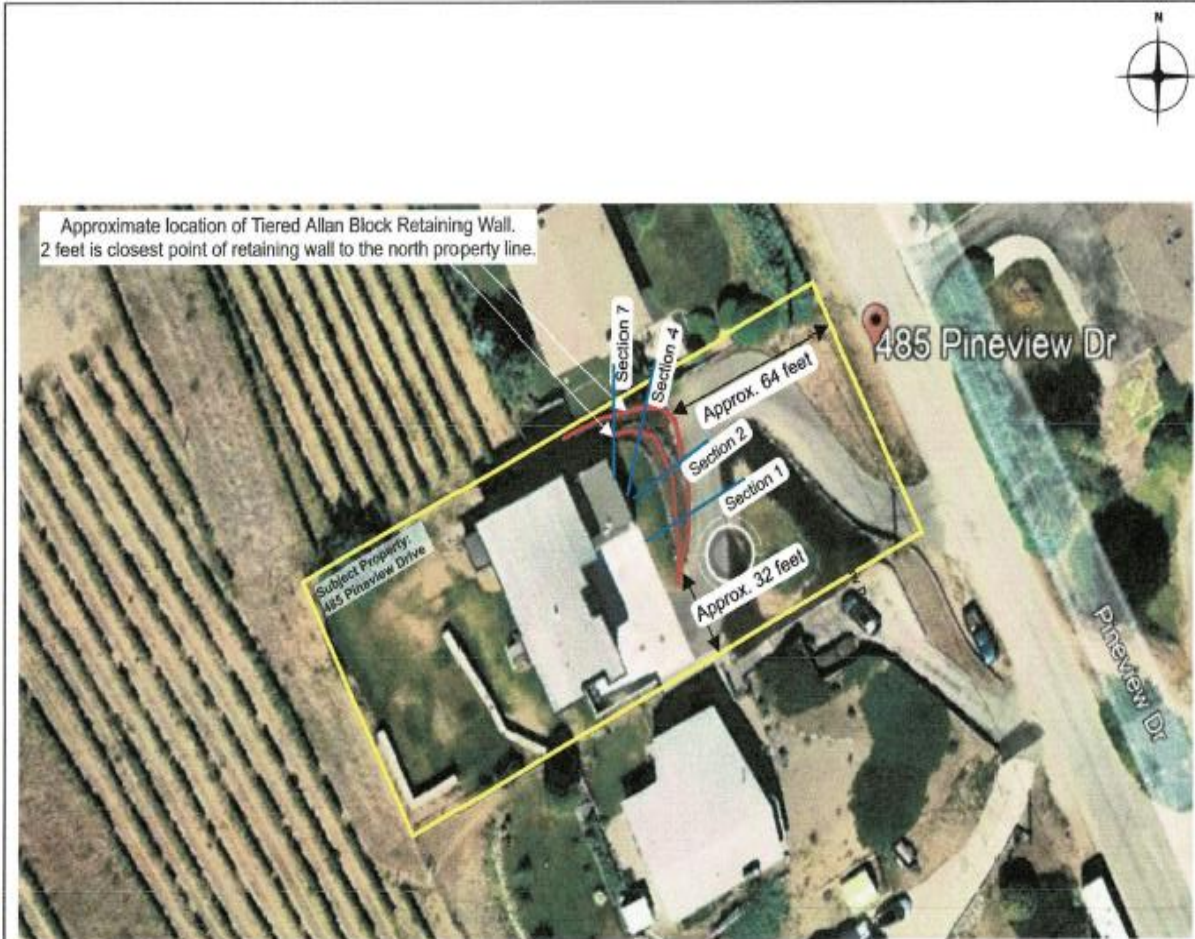 N
Approximate location of Tiered Allan Block Retaining Wall.
2 feet is closest point of retaining wall to the north property line.
Section 7
Section 4
Approx. 64 feet
485 Pineview Dr
Section 2
Section 1
Subject Property:
485 Pineview Drive
Approx. 32 feet
Pineview Dr